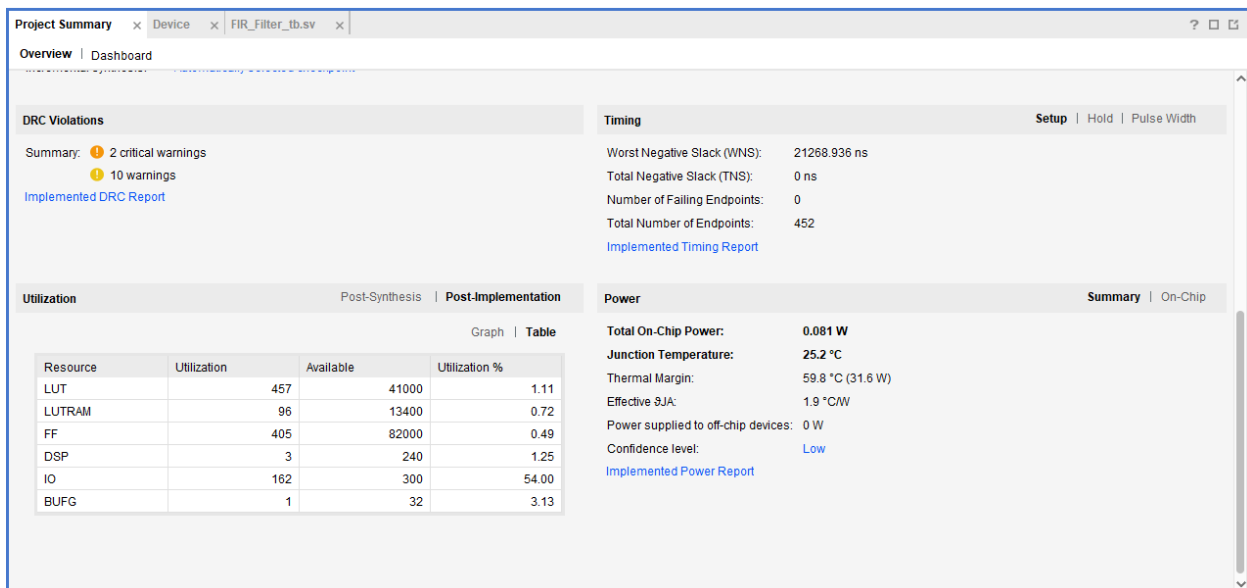 Project Summary × Device × FIR_Filter_tb.sv × ?
Overview | Dashboard
Automatically selected checkpoint
DRC Violations
Summary: 2 critical warnings
10 warnings
Implemented DRC Report
Timing Setup | Hold | Pulse Width
Worst Negative Slack (WNS): 21268.936 ns
Total Negative Slack (TNS): 0 ns
Number of Failing Endpoints: 0
Total Number of Endpoints: 452
Implemented Timing Report
Utilization Post-Synthesis | Post-Implementation
Graph | Table
Resource Utilization Available Utilization %
LUT 457 41000 1.11
LUTRAM 96 13400 0.72
FF 405 82000 0.49
DSP 3 240 1.25
IO 162 300 54.00
BUFG 1 32 3.13
Power Summary | On-Chip
Total On-Chip Power: 0.081 W
Junction Temperature: 25.2 °C
Thermal Margin: 59.8 °C (31.6 W)
Effective ϑJA: 1.9 °C/W
Power supplied to off-chip devices: 0 W
Confidence level: Low
Implemented Power Report